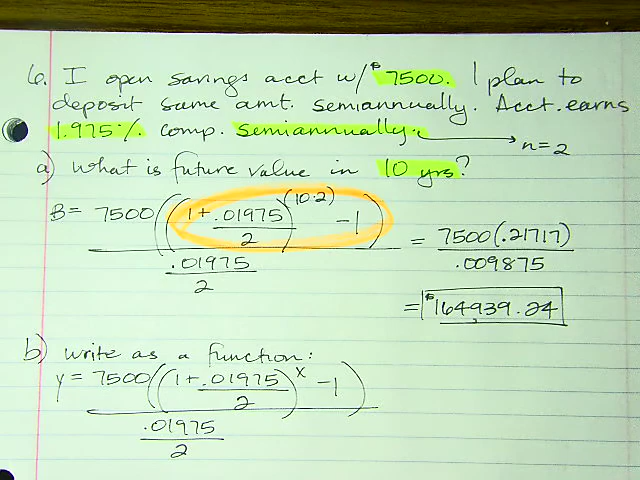 6. I open savings acct w/ $7500. I plan to
deposit same amt. semiannually. Acct. earns
1.975% comp. semiannually. → n=2
a) What is future value in 10 yrs?
B = 7500((1+.01975/2)^(10·2) -1) / (.01975/2) = 7500(.21717)/.009875
= $164939.24
b) Write as a function:
y = 7500((1+.01975/2)^x -1) / (.01975/2)